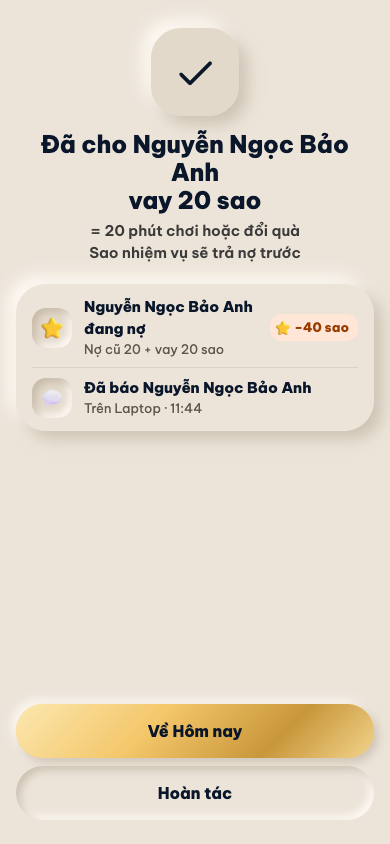 Đã cho Nguyễn Ngọc Bảo
Anh
vay 20 sao
= 20 phút chơi hoặc đổi quà
Sao nhiệm vụ sẽ trả nợ trước
Nguyễn Ngọc Bảo Anh
đang nợ
Nợ cũ 20 + vay 20 sao
−40 sao
Đã báo Nguyễn Ngọc Bảo Anh
Trên Laptop · 11:44
Về Hôm nay
Hoàn tác